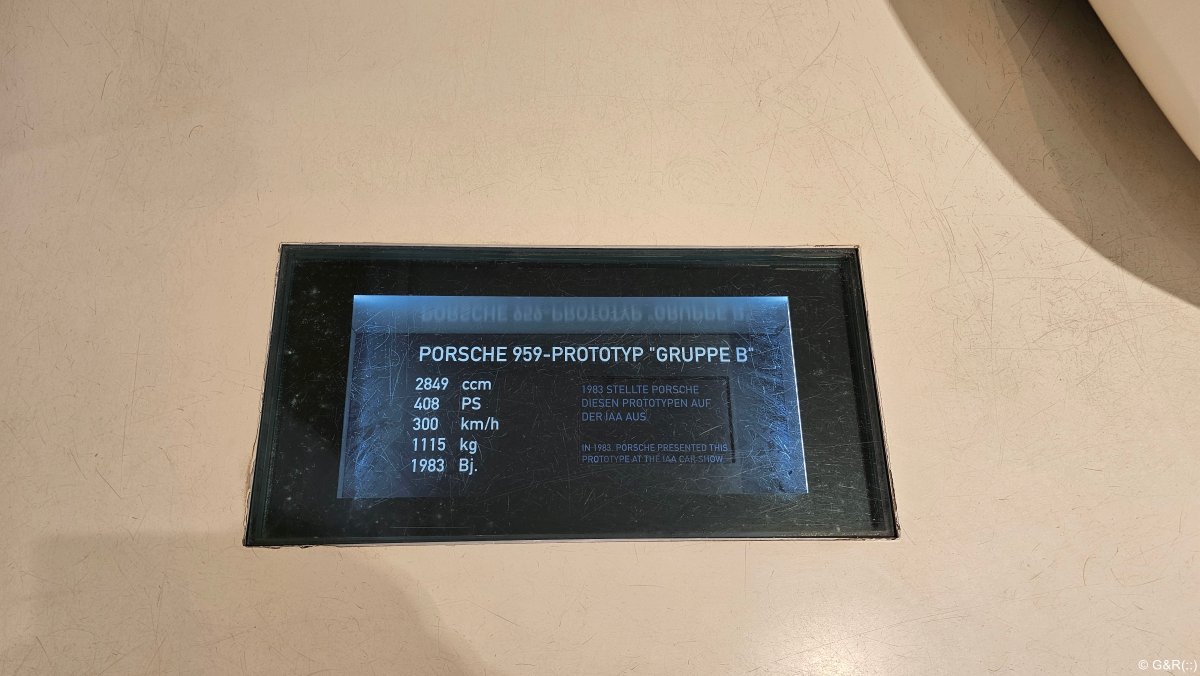 PORSCHE 959-PROTOTYP "GRUPPE B"
2849 ccm
408 PS
300 km/h
1115 kg
1983 Bj.
1983 STELLTE PORSCHE
DIESEN PROTOTYPEN AUF
DER IAA AUS
IN 1983, PORSCHE PRESENTED THIS
PROTOTYPE AT THE IAA CAR SHOW
© G&R(:;)